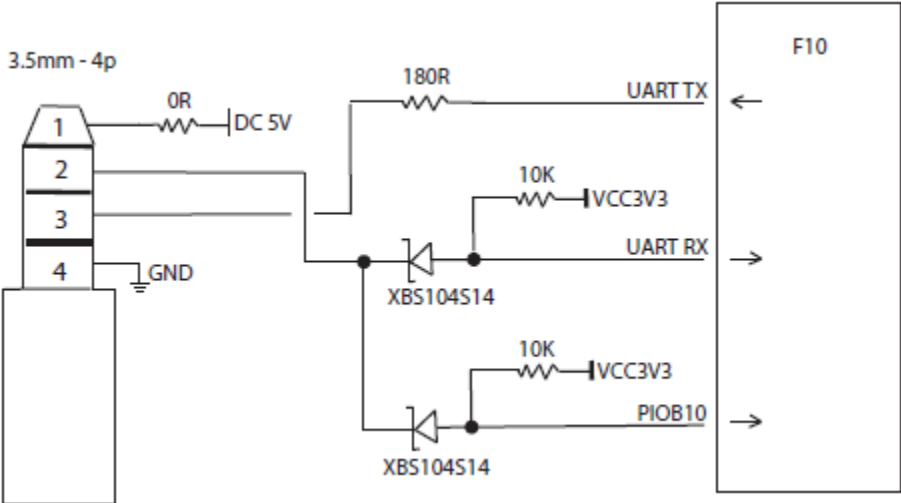 3.5mm - 4p
F10
180R
UART TX
0R
DC 5V
1
2
10K
VCC3V3
3
UART RX
4
GND
XBS104S14
10K
VCC3V3
PIOB10
XBS104S14